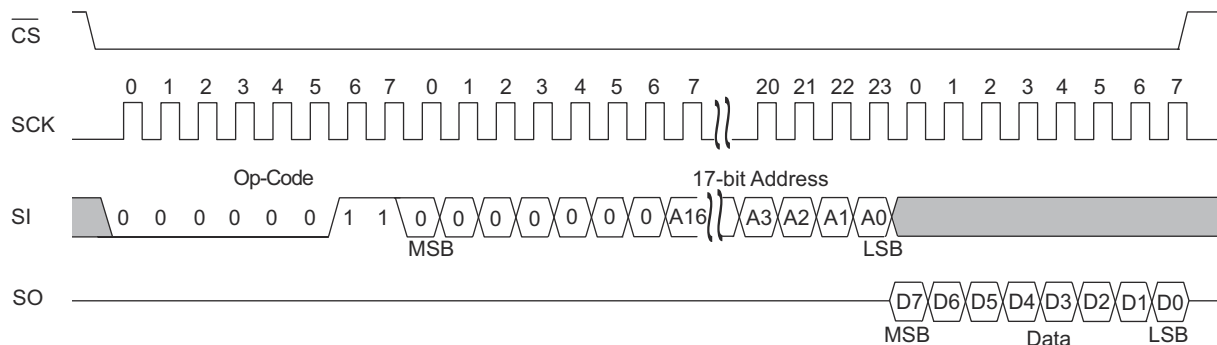 CS
0 1 2 3 4 5 6 7 0 1 2 3 4 5 6 7 20 21 22 23 0 1 2 3 4 5 6 7
SCK
Op-Code 17-bit Address
SI 0 0 0 0 0 0 1 1 0 0 0 0 0 0 0 A16 A3 A2 A1 A0
MSB LSB
SO D7 D6 D5 D4 D3 D2 D1 D0
MSB Data LSB